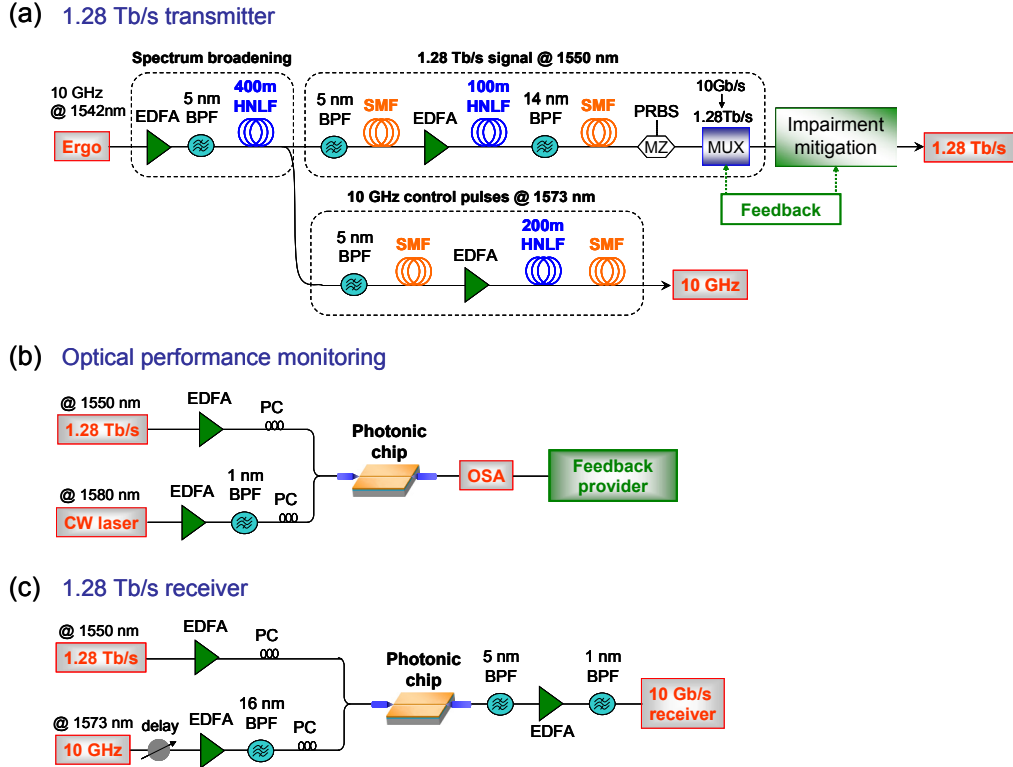 (a) 1.28 Tb/s transmitter
Spectrum broadening
1.28 Tb/s signal @ 1550 nm
10 GHz
@ 1542nm
Ergo
EDFA
5 nm
BPF
400m
HNLF
5 nm
BPF
SMF
EDFA
100m
HNLF
14 nm
BPF
SMF
PRBS
MZ
10Gb/s
1.28Tb/s
MUX
Impairment
mitigation
1.28 Tb/s
Feedback
10 GHz control pulses @ 1573 nm
5 nm
BPF
SMF
EDFA
200m
HNLF
SMF
10 GHz
(b) Optical performance monitoring
@ 1550 nm
1.28 Tb/s
EDFA
PC
@ 1580 nm
CW laser
EDFA
1 nm
BPF
PC
Photonic
chip
OSA
Feedback
provider
(c) 1.28 Tb/s receiver
@ 1550 nm
1.28 Tb/s
EDFA
PC
@ 1573 nm
10 GHz
delay
EDFA
16 nm
BPF
PC
Photonic
chip
5 nm
BPF
EDFA
1 nm
BPF
10 Gb/s
receiver